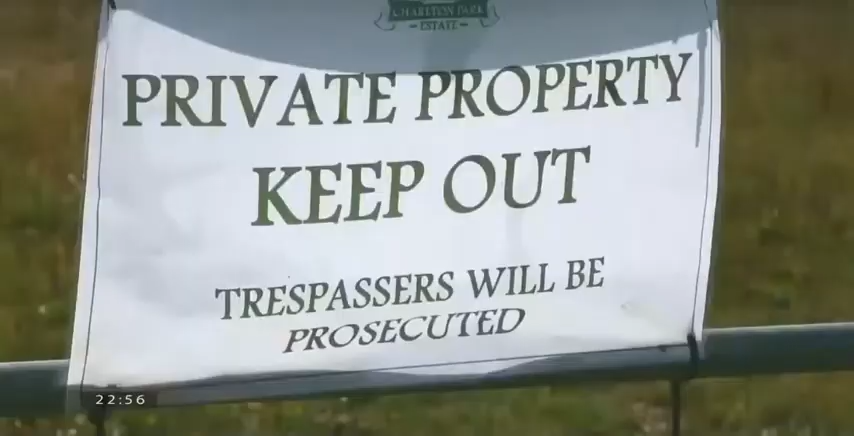 CHARLTON PARK
ESTATE
PRIVATE PROPERTY
KEEP OUT
TRESPASSERS WILL BE
PROSECUTED
22:56